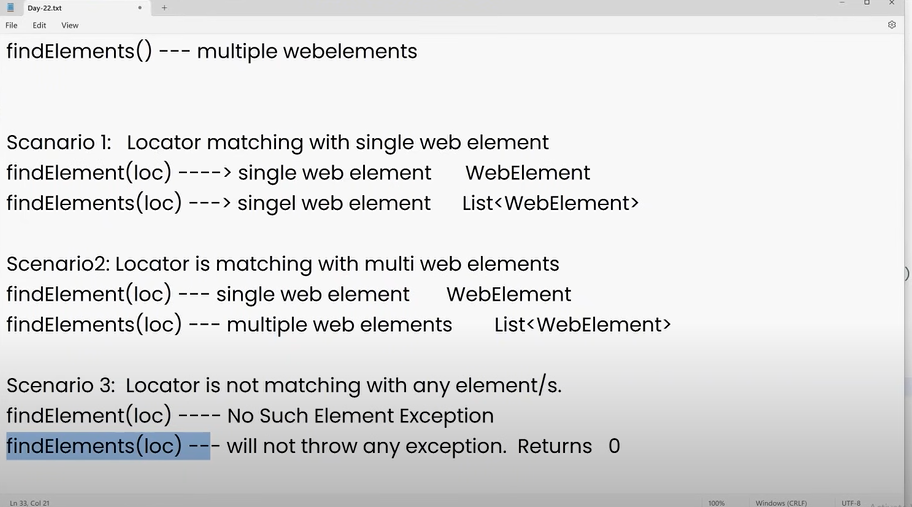 Day-22.txt
File Edit View
findElements() --- multiple webelements
Scanario 1: Locator matching with single web element
findElement(loc) ----> single web element WebElement
findElements(loc) ---> singel web element List<WebElement>
Scenario2: Locator is matching with multi web elements
findElement(loc) --- single web element WebElement
findElements(loc) --- multiple web elements List<WebElement>
Scenario 3: Locator is not matching with any element/s.
findElement(loc) ---- No Such Element Exception
findElements(loc) --- will not throw any exception. Returns 0
Ln 33, Col 21 100% Windows (CRLF) UTF-8